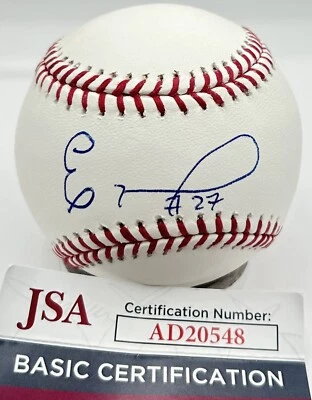 #27
JSA
Certification Number:
AD20548
BASIC CERTIFICATION